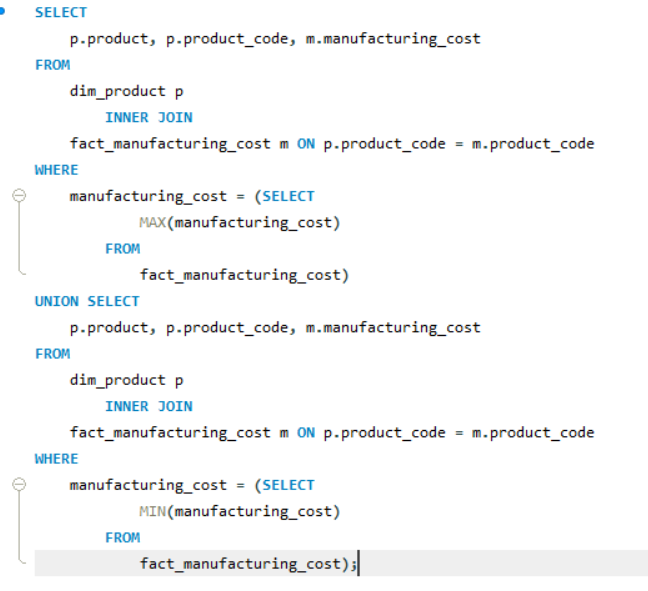 SELECT
p.product, p.product_code, m.manufacturing_cost
FROM
dim_product p
INNER JOIN
fact_manufacturing_cost m ON p.product_code = m.product_code
WHERE
manufacturing_cost = (SELECT
MAX(manufacturing_cost)
FROM
fact_manufacturing_cost)
UNION SELECT
p.product, p.product_code, m.manufacturing_cost
FROM
dim_product p
INNER JOIN
fact_manufacturing_cost m ON p.product_code = m.product_code
WHERE
manufacturing_cost = (SELECT
MIN(manufacturing_cost)
FROM
fact_manufacturing_cost);